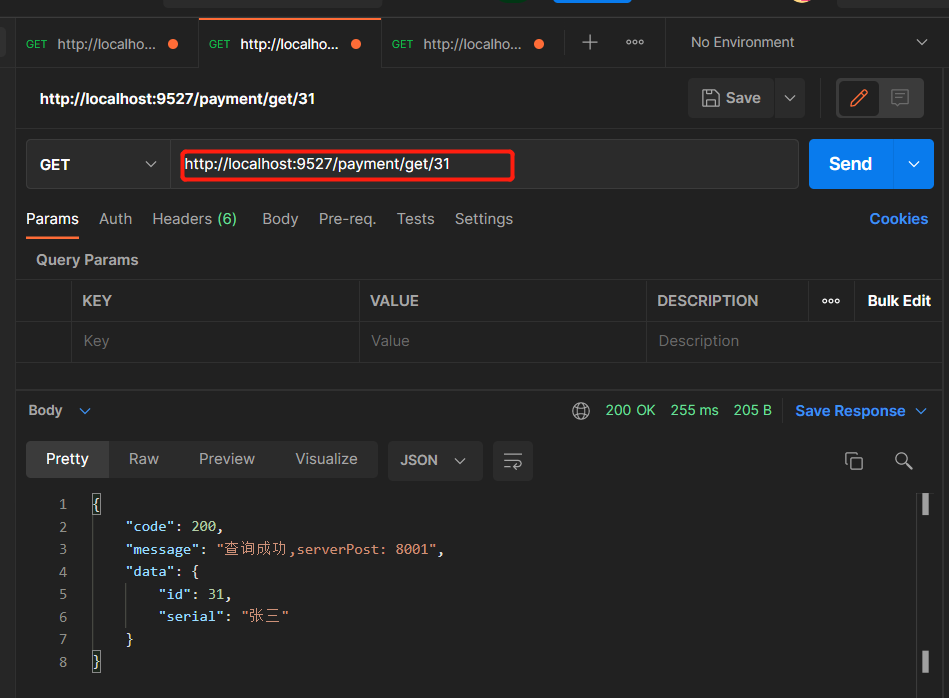 GET http://localho... GET http://localho... GET http://localho... No Environment
http://localhost:9527/payment/get/31 Save
GET http://localhost:9527/payment/get/31 Send
Params Auth Headers (6) Body Pre-req. Tests Settings Cookies
Query Params
KEY VALUE DESCRIPTION Bulk Edit
Key Value Description
Body 200 OK 255 ms 205 B Save Response
Pretty Raw Preview Visualize JSON
1 {
2 "code": 200,
3 "message": "查询成功,serverPost: 8001",
4 "data": {
5 "id": 31,
6 "serial": "张三"
7 }
8 }